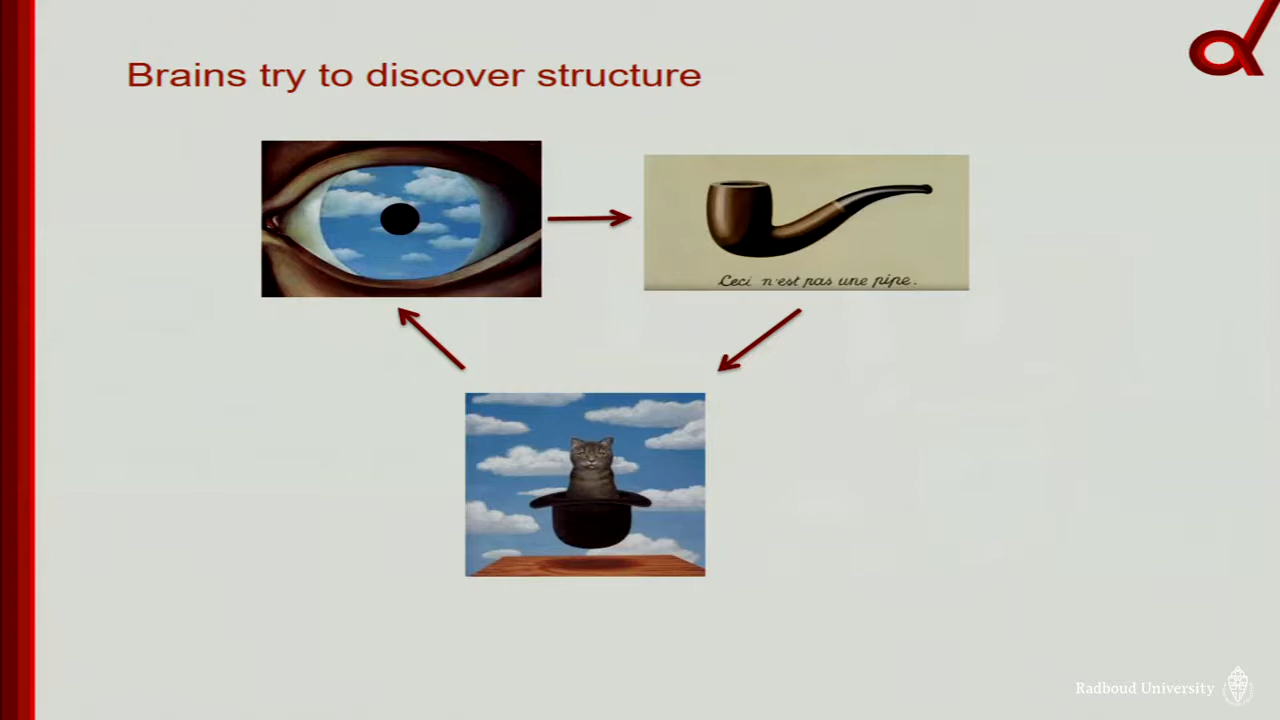 Brains try to discover structure
Ceci n'est pas une pipe.
Radboud University